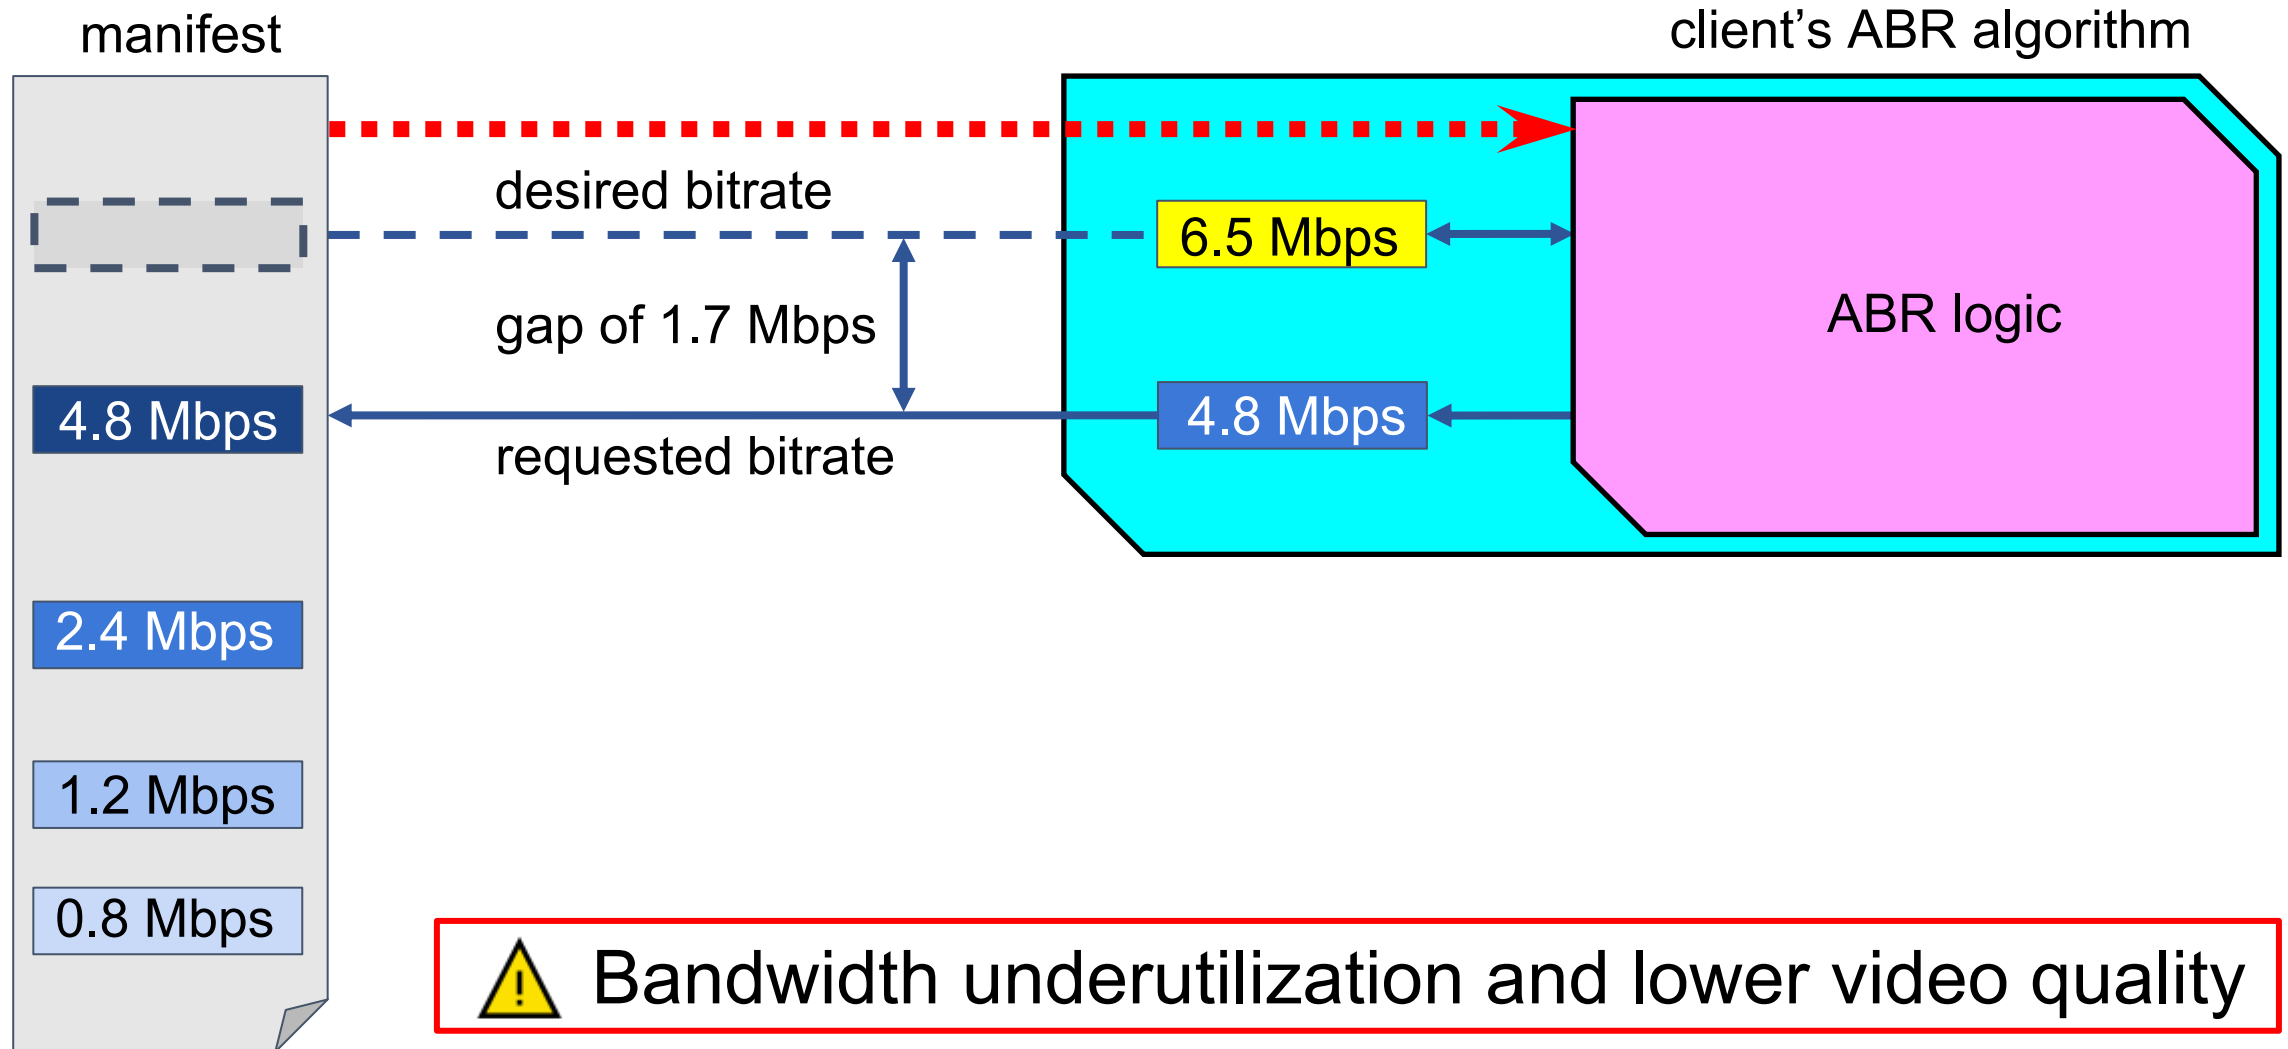 manifest
client's ABR algorithm
desired bitrate
6.5 Mbps
gap of 1.7 Mbps
ABR logic
4.8 Mbps
4.8 Mbps
requested bitrate
2.4 Mbps
1.2 Mbps
0.8 Mbps
! Bandwidth underutilization and lower video quality